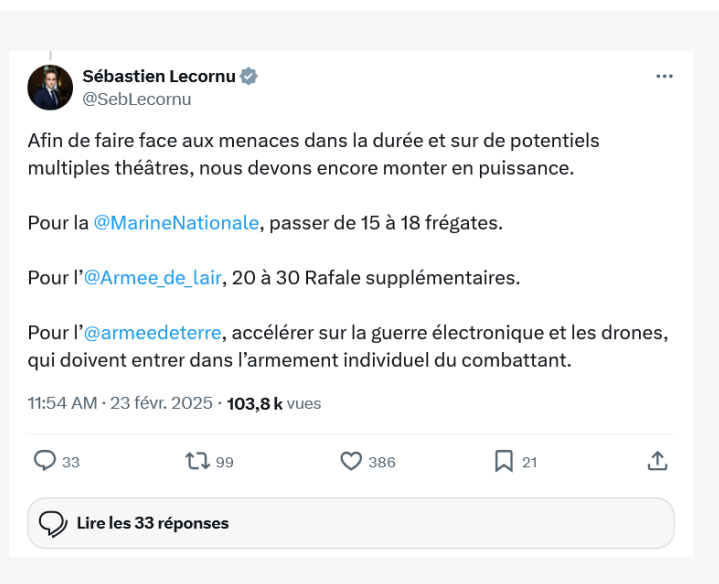 Sébastien Lecornu
@SebLecornu
Afin de faire face aux menaces dans la durée et sur de potentiels
multiples théâtres, nous devons encore monter en puissance.
Pour la @MarineNationale, passer de 15 à 18 frégates.
Pour l’@Armee_de_lair, 20 à 30 Rafale supplémentaires.
Pour l’@armeedeterre, accélérer sur la guerre électronique et les drones,
qui doivent entrer dans l’armement individuel du combattant.
11:54 AM · 23 févr. 2025 · 103,8 k vues
33 99 386 21
Lire les 33 réponses